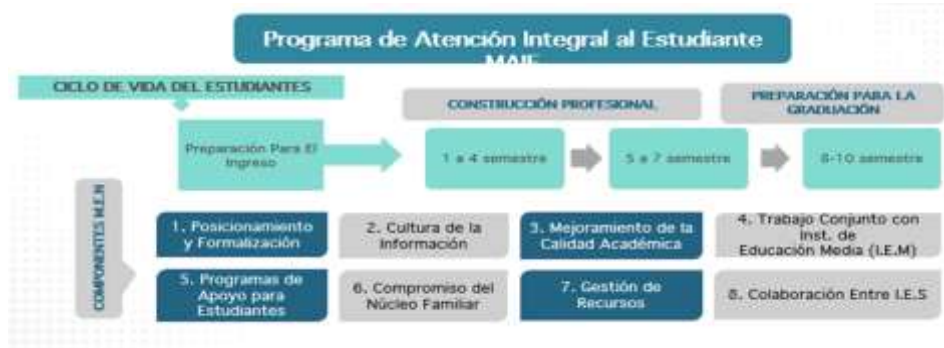 Programa de Atención Integral al Estudiante
MAIE
CICLO DE VIDA DEL ESTUDIANTES
CONSTRUCCIÓN PROFESIONAL
PREPARACIÓN PARA LA
GRADUACIÓN
Preparación Para El
Ingreso
1 a 4 semestre
5 a 7 semestre
8-10 semestre
COMPONENTES M.E.N
1. Posicionamiento
y Formalización
2. Cultura de la
Información
3. Mejoramiento de la
Calidad Académica
4. Trabajo Conjunto con
Inst. de
Educación Media (I.E.M)
5. Programas de
Apoyo para
Estudiantes
6. Compromiso del
Núcleo Familiar
7. Gestión de
Recursos
8. Colaboración Entre I.E.S